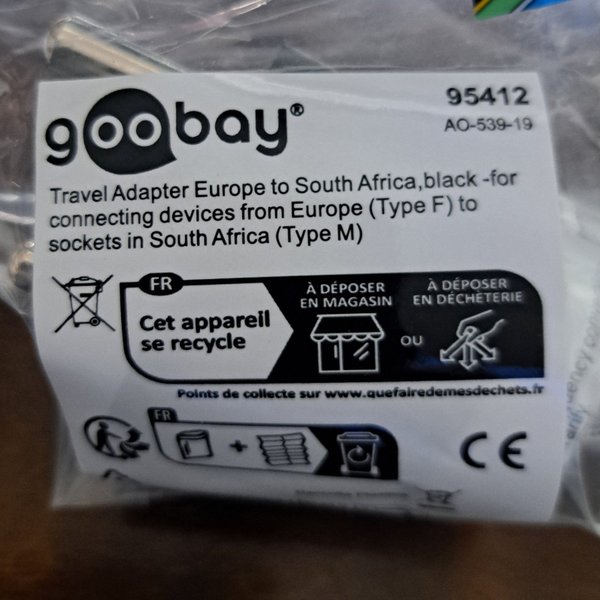 goobay®
95412
AO-539-19
Travel Adapter Europe to South Africa,black -for
connecting devices from Europe (Type F) to
sockets in South Africa (Type M)
FR
Cet appareil
se recycle
À DÉPOSER
EN MAGASIN
OU
À DÉPOSER
EN DÉCHÈTERIE
Points de collecte sur www.quefairedemesdechets.fr
FR
+
CE